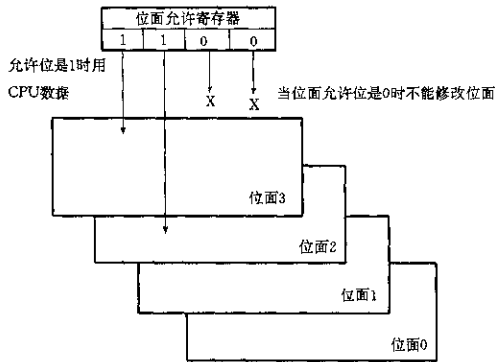 位面允许寄存器
1 1 0 0
允许位是1时用
CPU数据
X X
当位面允许位是0时不能修改位面
位面3
位面2
位面1
位面0